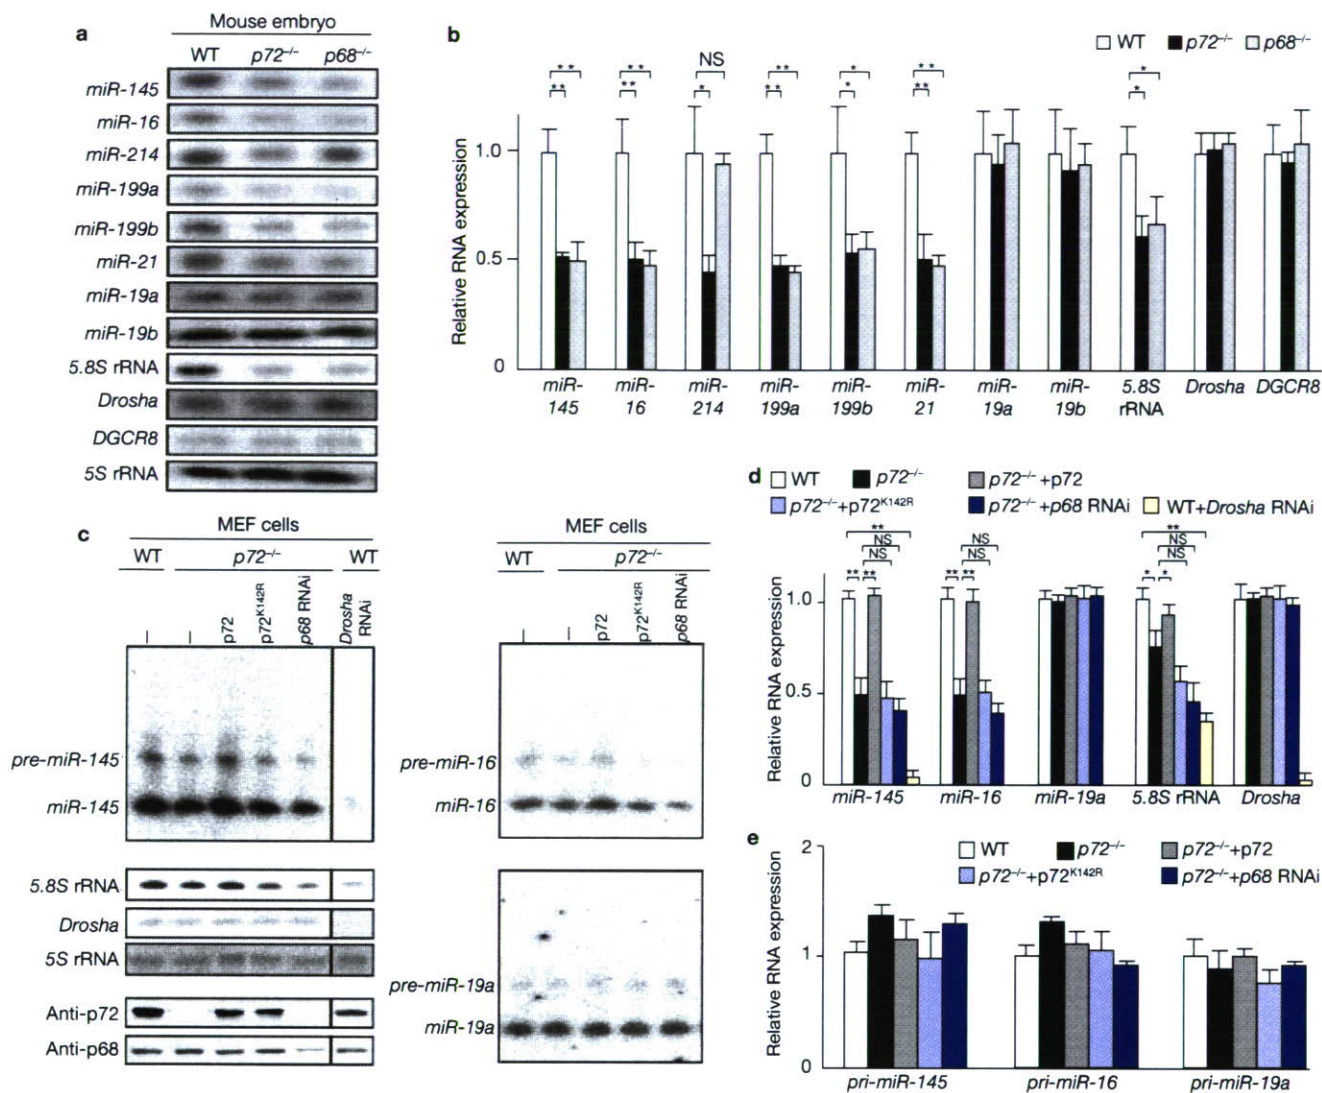 a
Mouse embryo
WT p72–/– p68–/–
miR-145
miR-16
miR-214
miR-199a
miR-199b
miR-21
miR-19a
miR-19b
5.8S rRNA
Drosha
DGCR8
5S rRNA
b
WT p72–/– p68–/–
** ** NS ** * ** *
** ** * ** * ** *
Relative RNA expression
1.0
0.5
0
miR-145
miR-16
miR-214
miR-199a
miR-199b
miR-21
miR-19a
miR-19b
5.8S rRNA
Drosha
DGCR8
c
MEF cells
WT p72–/– WT
– – p72 p72K142R p68 RNAi Drosha RNAi
pre-miR-145
miR-145
5.8S rRNA
Drosha
5S rRNA
Anti-p72
Anti-p68
MEF cells
WT p72–/–
– – p72 p72K142R p68 RNAi
pre-miR-16
miR-16
pre-miR-19a
miR-19a
d
WT p72–/– p72–/–+p72
p72–/–+p72K142R p72–/–+p68 RNAi WT+Drosha RNAi
** **
NS NS NS
NS NS NS
** ** ** ** * *
Relative RNA expression
1.0
0.5
0
miR-145 miR-16 miR-19a 5.8S rRNA Drosha
e
WT p72–/– p72–/–+p72
p72–/–+p72K142R p72–/–+p68 RNAi
Relative RNA expression
2
1
0
pri-miR-145 pri-miR-16 pri-miR-19a